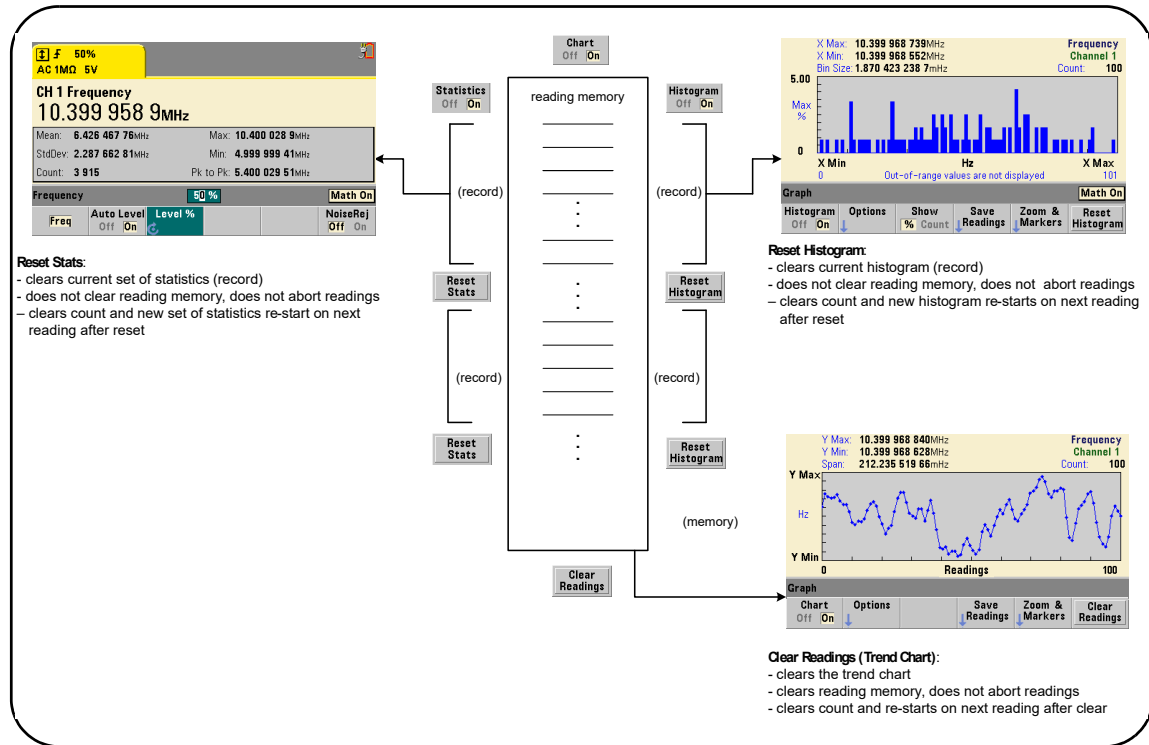 50%
AC 1MΩ 5V
CH 1 Frequency
10.399 958 9MHz
Mean: 6.426 467 76MHz Max: 10.400 028 9MHz
StdDev: 2.287 662 81MHz Min: 4.999 999 41MHz
Count: 3 915 Pk to Pk: 5.400 029 51MHz
Frequency 50 % Math On
Freq Auto Level Off On Level % NoiseRej Off On
Reset Stats:
- clears current set of statistics (record)
- does not clear reading memory, does not abort readings
– clears count and new set of statistics re-start on next
reading after reset
Chart
Off On
Statistics
Off On
reading memory
Histogram
Off On
(record)
(record)
Reset
Stats
Reset
Histogram
(record)
(record)
Reset
Stats
Reset
Histogram
(memory)
Clear
Readings
X Max: 10.399 968 739MHz Frequency
X Min: 10.399 968 552MHz Channel 1
Bin Size: 1.870 423 238 7mHz Count: 100
5.00
Max
%
0
X Min Hz X Max
0 Out-of-range values are not displayed 101
Graph Math On
Histogram Off On Options Show % Count Save Readings Zoom & Markers Reset Histogram
Reset Histogram:
- clears current histogram (record)
- does not clear reading memory, does not abort readings
– clears count and new histogram re-starts on next reading
after reset
Y Max: 10.399 968 840MHz Frequency
Y Min: 10.399 968 628MHz Channel 1
Span: 212.235 519 66mHz Count: 100
Y Max
Hz
Y Min
0 Readings 100
Graph
Chart Off On Options Save Readings Zoom & Markers Clear Readings
Clear Readings (Trend Chart):
- clears the trend chart
- clears reading memory, does not abort readings
- clears count and re-starts on next reading after clear